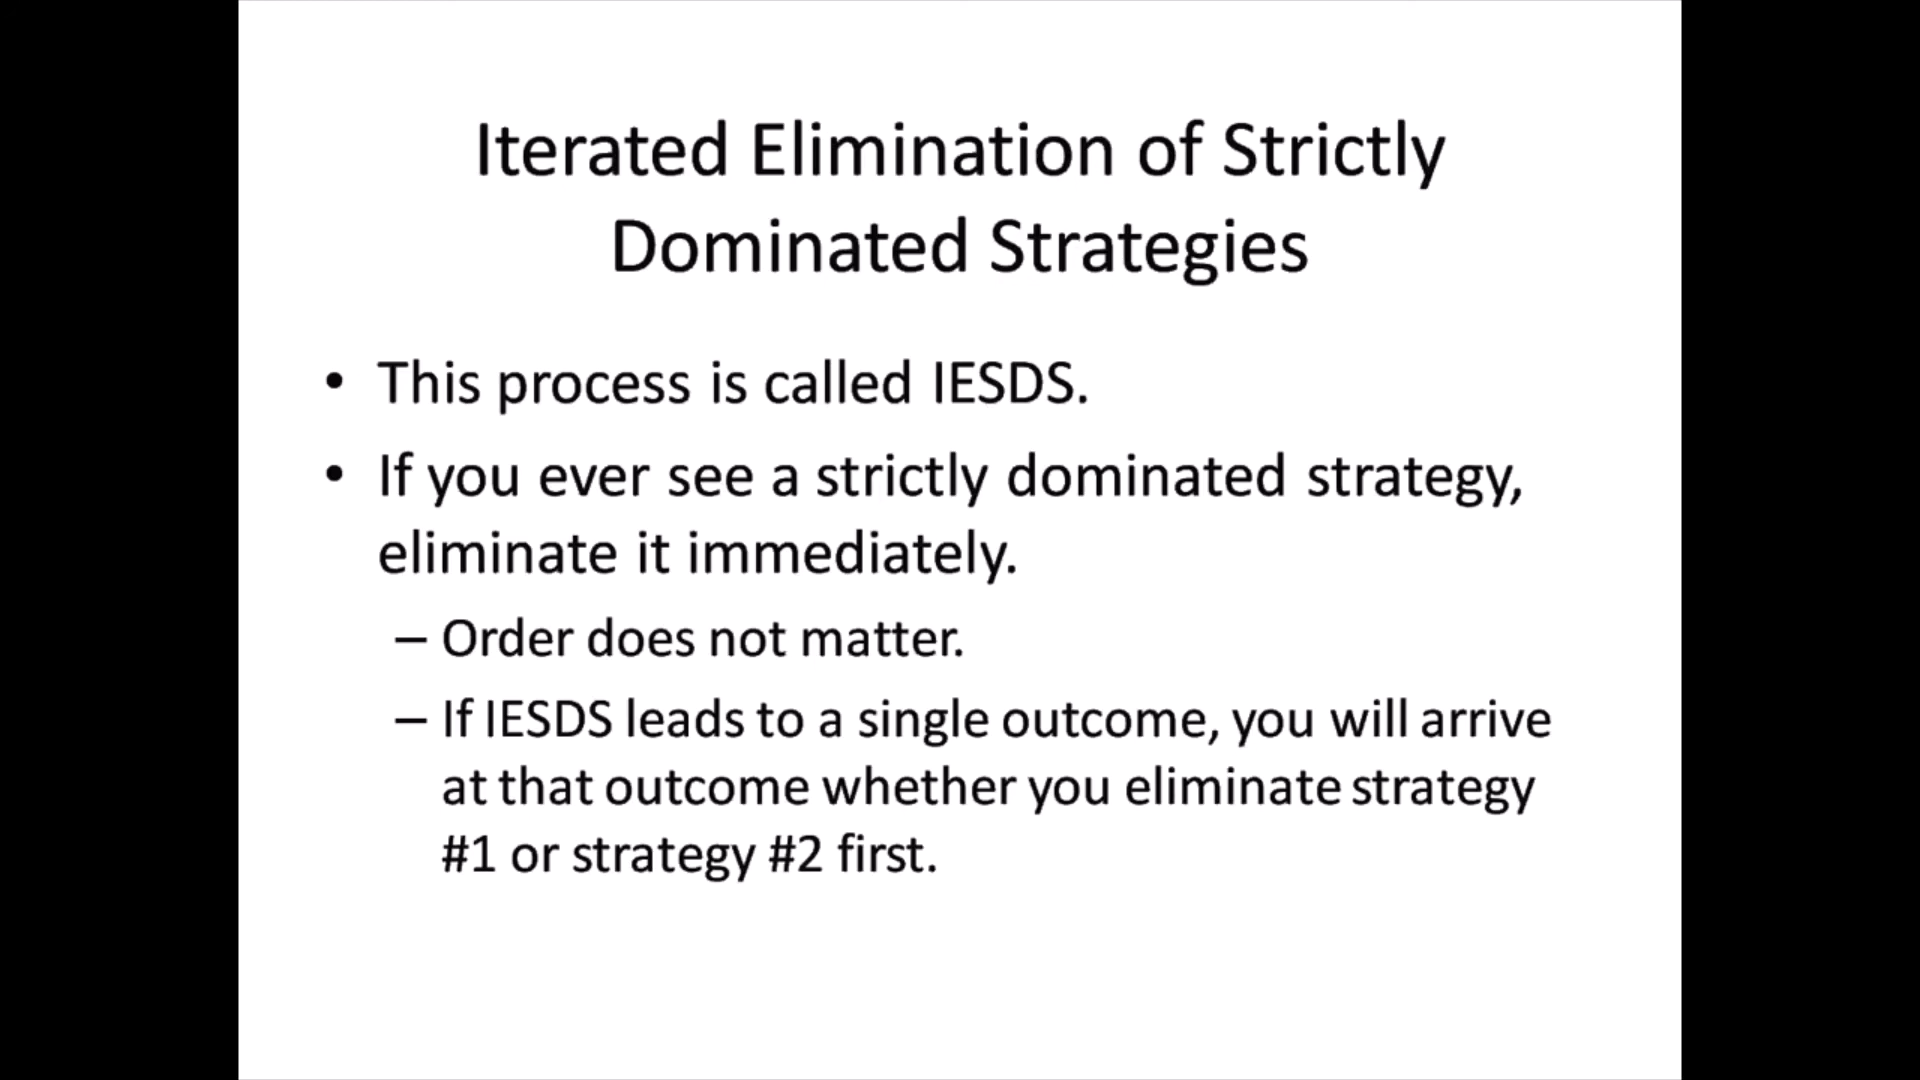 Iterated Elimination of Strictly
Dominated Strategies
• This process is called IESDS.
• If you ever see a strictly dominated strategy,
eliminate it immediately.
– Order does not matter.
– If IESDS leads to a single outcome, you will arrive
at that outcome whether you eliminate strategy
#1 or strategy #2 first.